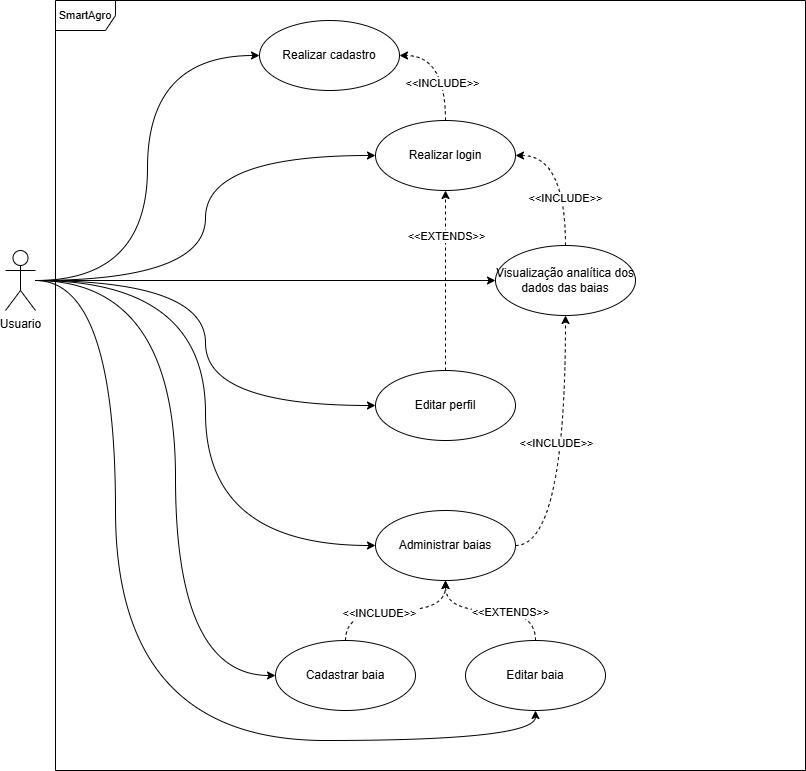 SmartAgro
Realizar cadastro
<<INCLUDE>>
Realizar login
<<INCLUDE>>
<<EXTENDS>>
Visualização analítica dos
dados das baias
Usuario
Editar perfil
<<INCLUDE>>
Administrar baias
<<INCLUDE>>
<<EXTENDS>>
Cadastrar baia
Editar baia